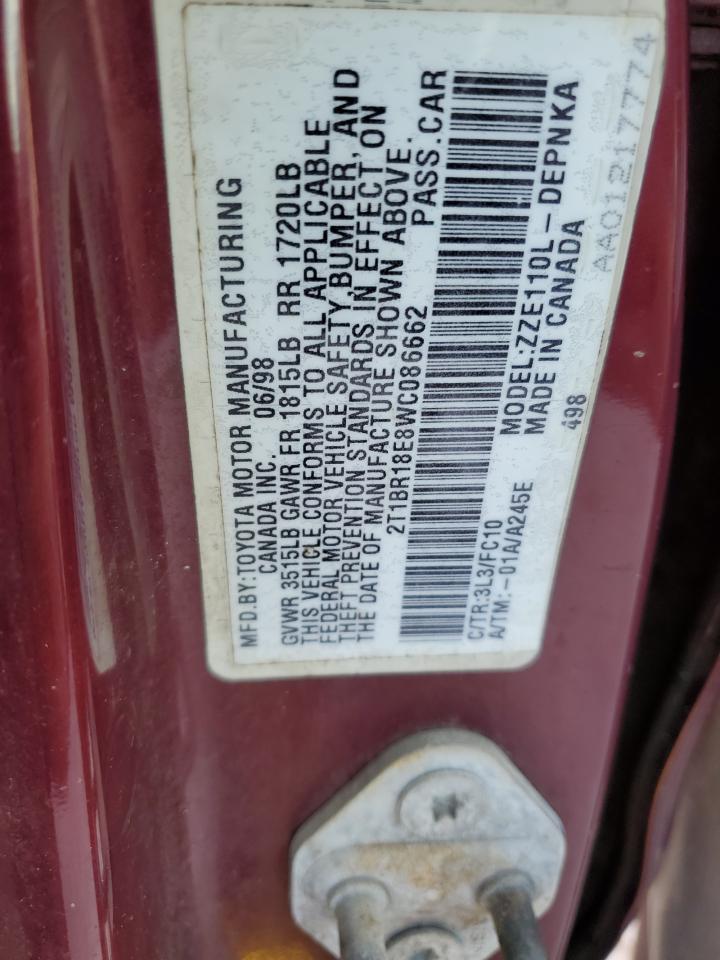 MFD.BY:TOYOTA MOTOR MANUFACTURING
CANADA INC. 06/98
GVWR 3515LB GAWR FR 1815LB RR 1720LB
THIS VEHICLE CONFORMS TO ALL APPLICABLE
FEDERAL MOTOR VEHICLE SAFETY,BUMPER,AND
THEFT PREVENTION STANDARDS IN EFFECT ON
THE DATE OF MANUFACTURE SHOWN ABOVE.
2T1BR18E8WC086662 PASS.CAR
C/TR:3L3/FC10 MODEL:ZZE110L-DEPNKA
A/TM:-01A/A245E MADE IN CANADA
498
AA01217774